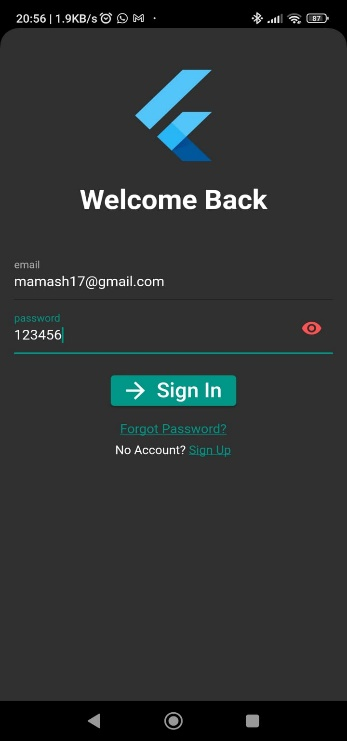 20:56 | 1.9KB/s
87
Welcome Back
email
mamash17@gmail.com
password
123456
Sign In
Forgot Password?
No Account? Sign Up